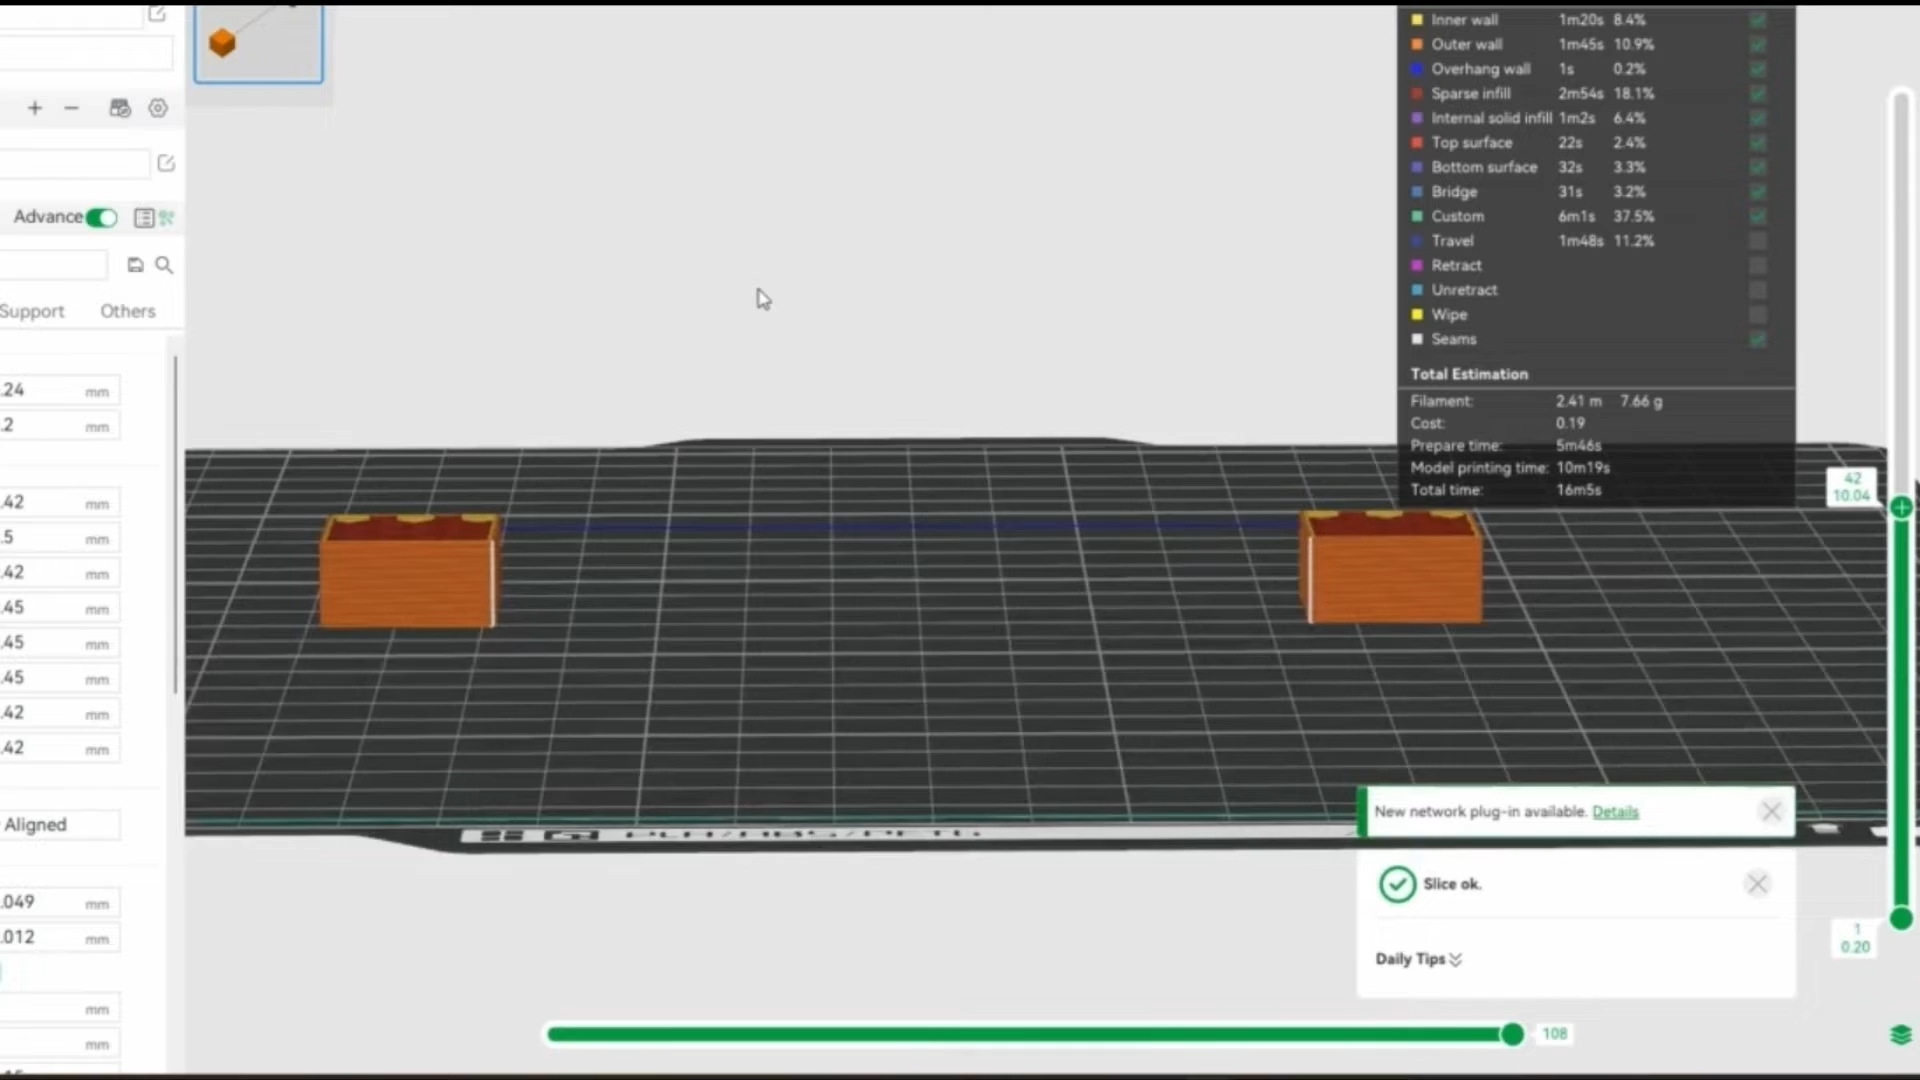 Inner wall 1m20s 8.4%
Outer wall 1m45s 10.9%
Overhang wall 1s 0.2%
Sparse infill 2m54s 18.1%
Internal solid infill 1m2s 6.4%
Top surface 22s 2.4%
Bottom surface 32s 3.3%
Bridge 31s 3.2%
Custom 6m1s 37.5%
Travel 1m48s 11.2%
Retract
Unretract
Wipe
Seams
Total Estimation
Filament: 2.41 m 7.66 g
Cost: 0.19
Prepare time: 5m46s
Model printing time: 10m19s
Total time: 16m5s
Advance
Support Others
.24 mm
.2 mm
.42 mm
.5 mm
.42 mm
.45 mm
.45 mm
.45 mm
.42 mm
.42 mm
Aligned
.049 mm
.012 mm
mm
mm
42
10.04
1
0.20
PLA/ABS/PETG
New network plug-in available. Details
Slice ok.
Daily Tips
108